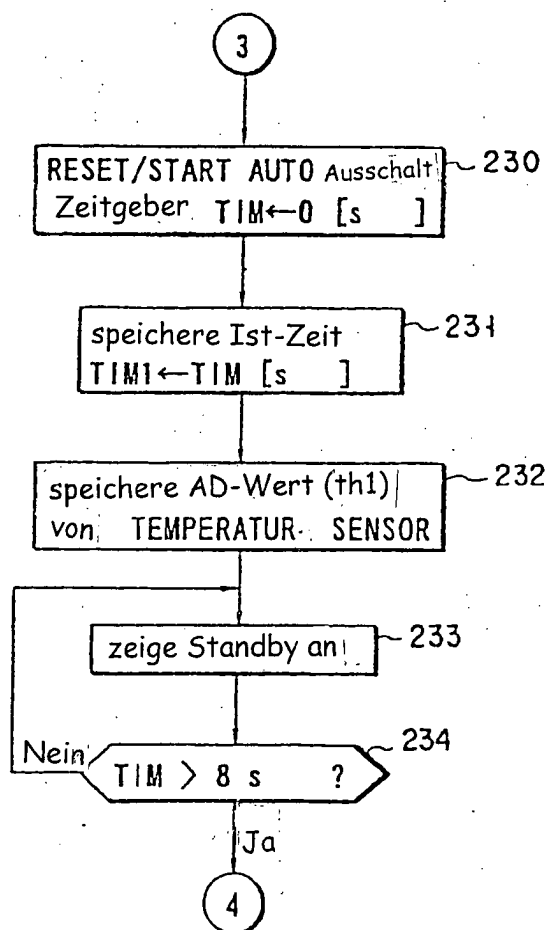 3
RESET/START AUTO Ausschalt 230
Zeitgeber TIM←0 [s ]
speichere Ist-Zeit 231
TIM1←TIM [s ]
speichere AD-Wert (th1) 232
von TEMPERATUR SENSOR
zeige Standby an 233
234
Nein
TIM > 8 s ?
Ja
4